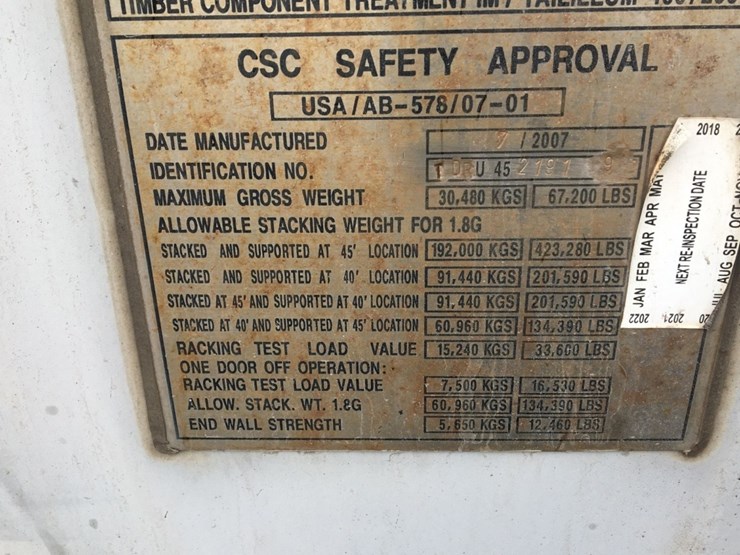 TIMBER COMPONENT TREATMENT IM /
CSC SAFETY APPROVAL
USA/AB-578/07-01
DATE MANUFACTURED 7 / 2007
IDENTIFICATION NO. U 45
MAXIMUM GROSS WEIGHT 30,480 KGS 67,200 LBS
ALLOWABLE STACKING WEIGHT FOR 1.8G
STACKED AND SUPPORTED AT 45' LOCATION 192,000 KGS 423,280 LBS
STACKED AND SUPPORTED AT 40' LOCATION 91,440 KGS 201,590 LBS
STACKED AT 45' AND SUPPORTED AT 40' LOCATION 91,440 KGS 201,590 LBS
STACKED AT 40' AND SUPPORTED AT 45' LOCATION 60,960 KGS 134,390 LBS
RACKING TEST LOAD VALUE 15,240 KGS 33,600 LBS
ONE DOOR OFF OPERATION:
RACKING TEST LOAD VALUE 7,500 KGS 16,530 LBS
ALLOW. STACK. WT. 1.8G 60,960 KGS 134,390 LBS
END WALL STRENGTH 5,650 KGS 12,460 LBS
2018
JAN FEB MAR APR MAY
NEXT RE-INSPECTION DATE
AUG SEP OCT NOV
2022 2021